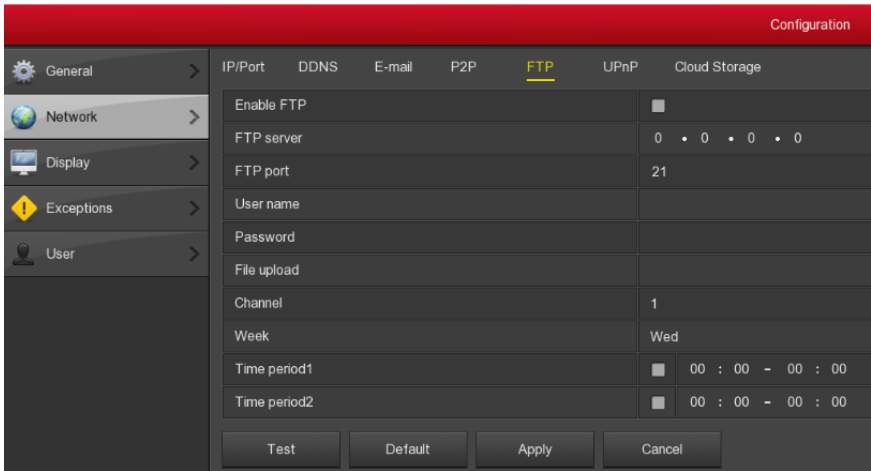 Configuration
General
Network
Display
Exceptions
User
IP/Port DDNS E-mail P2P FTP UPnP Cloud Storage
Enable FTP
FTP server 0 . 0 . 0 . 0
FTP port 21
User name
Password
File upload
Channel 1
Week Wed
Time period1 00 : 00 - 00 : 00
Time period2 00 : 00 - 00 : 00
Test Default Apply Cancel